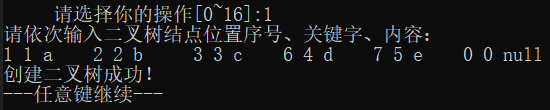 请选择你的操作[0~16]:1
请依次输入二叉树结点位置序号、关键字、内容:
1 1 a   2 2 b   3 3 c   6 4 d   7 5 e   0 0 null
创建二叉树成功!
---任意键继续---